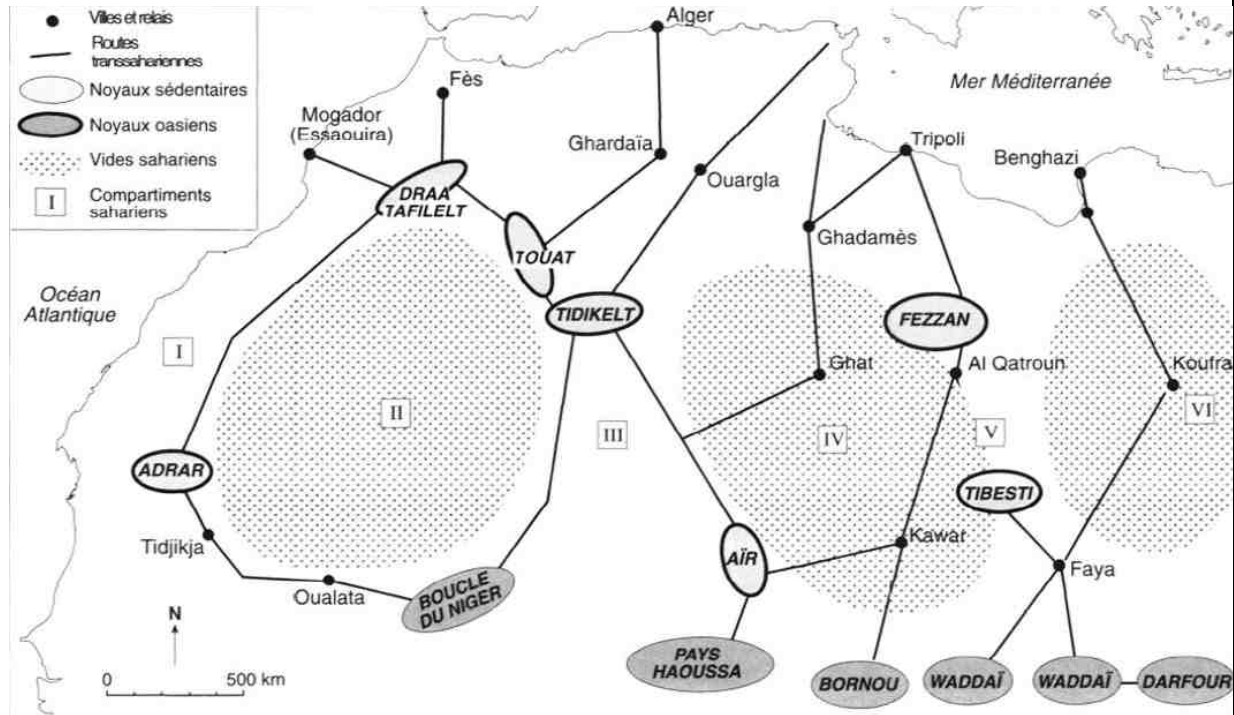 Villes et relais
Routes
transsahariennes
Noyaux sédentaires
Noyaux oasiens
Vides sahariens
I
Compartiments
sahariens
Alger
Fès
Mogador
(Essaouira)
Ghardaïa
Mer Méditerranée
Tripoli
Benghazi
Ouargla
DRAA
TAFILELT
TOUAT
Ghadamès
Océan
Atlantique
TIDIKELT
FEZZAN
I
Ghat
Al Qatroun
Koufra
II
III
IV
V
VI
ADRAR
TIBESTI
Tidjikja
AÏR
Kawar
Faya
Oualata
BOUCLE
DU NIGER
N
0
500 km
PAYS
HAOUSSA
BORNOU
WADDAÏ
WADDAÏ
DARFOUR